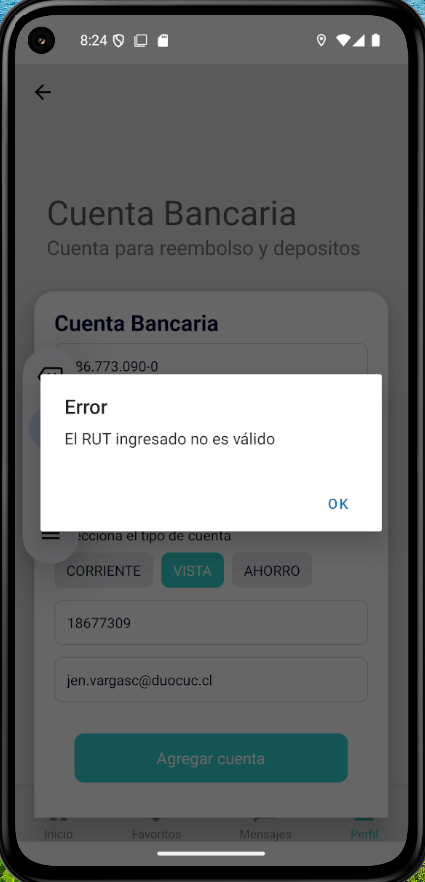 8:24
Cuenta Bancaria
Cuenta para reembolso y depositos
Cuenta Bancaria
86.773.090-0
Error
El RUT ingresado no es válido
OK
ecciona el tipo de cuenta
CORRIENTE
VISTA
AHORRO
18677309
jen.vargasc@duocuc.cl
Agregar cuenta
Inicio
Favoritos
Mensajes
Perfil